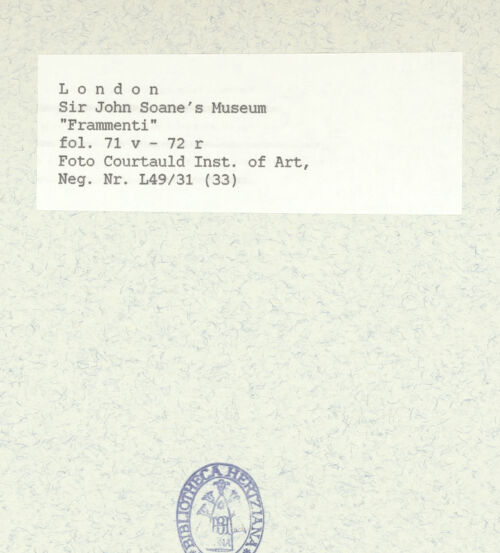 L o n d o n
Sir John Soane's Museum
"Frammenti"
fol. 71 v - 72 r
Foto Courtauld Inst. of Art,
Neg. Nr. L49/31 (33)
BIBLIOTHECA HERTZIANA